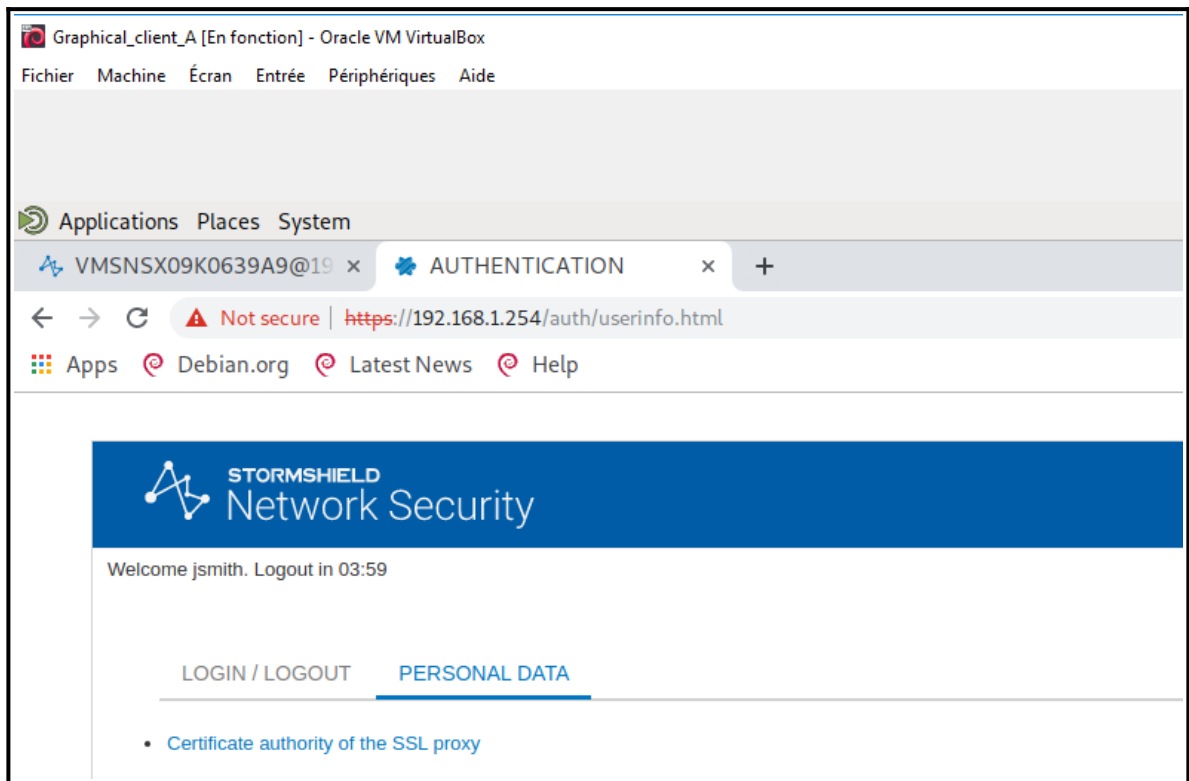 Graphical_client_A [En fonction] - Oracle VM VirtualBox
Fichier Machine Écran Entrée Périphériques Aide
Applications Places System
VMSNSX09K0639A9@19 × AUTHENTICATION × +
Not secure | https://192.168.1.254/auth/userinfo.html
Apps Debian.org Latest News Help
STORMSHIELD
Network Security
Welcome jsmith. Logout in 03:59
LOGIN / LOGOUT PERSONAL DATA
• Certificate authority of the SSL proxy